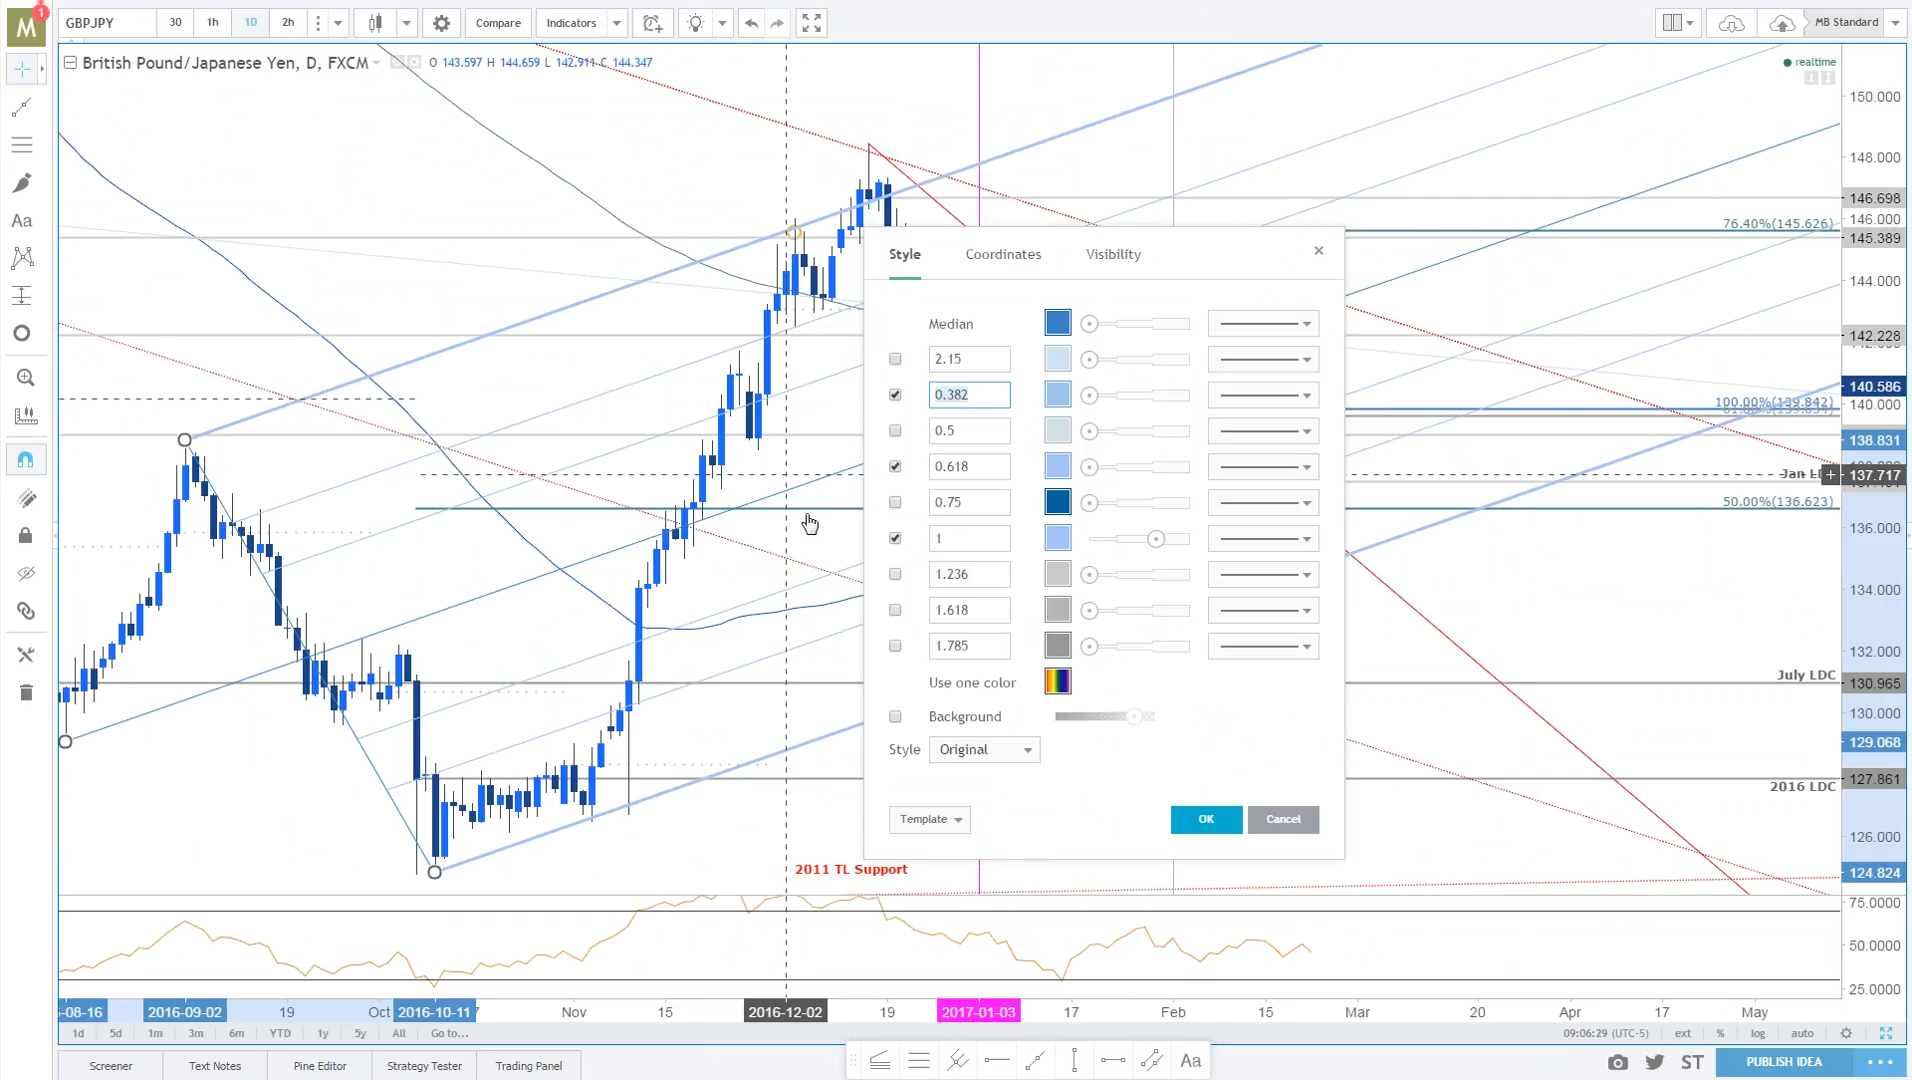 M 1 GBPJPY 30 1h 1D 2h Compare Indicators MB Standard
British Pound/Japanese Yen, D, FXCM O 143.597 H 144.659 L 142.911 C 144.347
realtime
150.000
148.000
146.698
146.000
76.40%(145.626)
145.389
144.000
142.228
140.586
100.00%(139.842)
140.000
138.831
Jan 137.717
50.00%(136.623)
136.000
134.000
132.000
July LDC
130.965
130.000
129.068
127.861
2016 LDC
126.000
124.824
Aa
Style Coordinates Visibility ×
Median
2.15
0.382
0.5
0.618
0.75
1
1.236
1.618
1.785
Use one color
Background
Style Original
Template OK Cancel
2011 TL Support
75.0000
50.0000
25.0000
-08-16 2016-09-02 19 Oct 2016-10-11 Nov 15 2016-12-02 19 2017-01-03 17 Feb 15 Mar 20 Apr 17 May
1d 5d 1m 3m 6m YTD 1y 5y All Go to... 09:06:29 (UTC-5) ext % log auto
Screener Text Notes Pine Editor Strategy Tester Trading Panel Aa ST PUBLISH IDEA